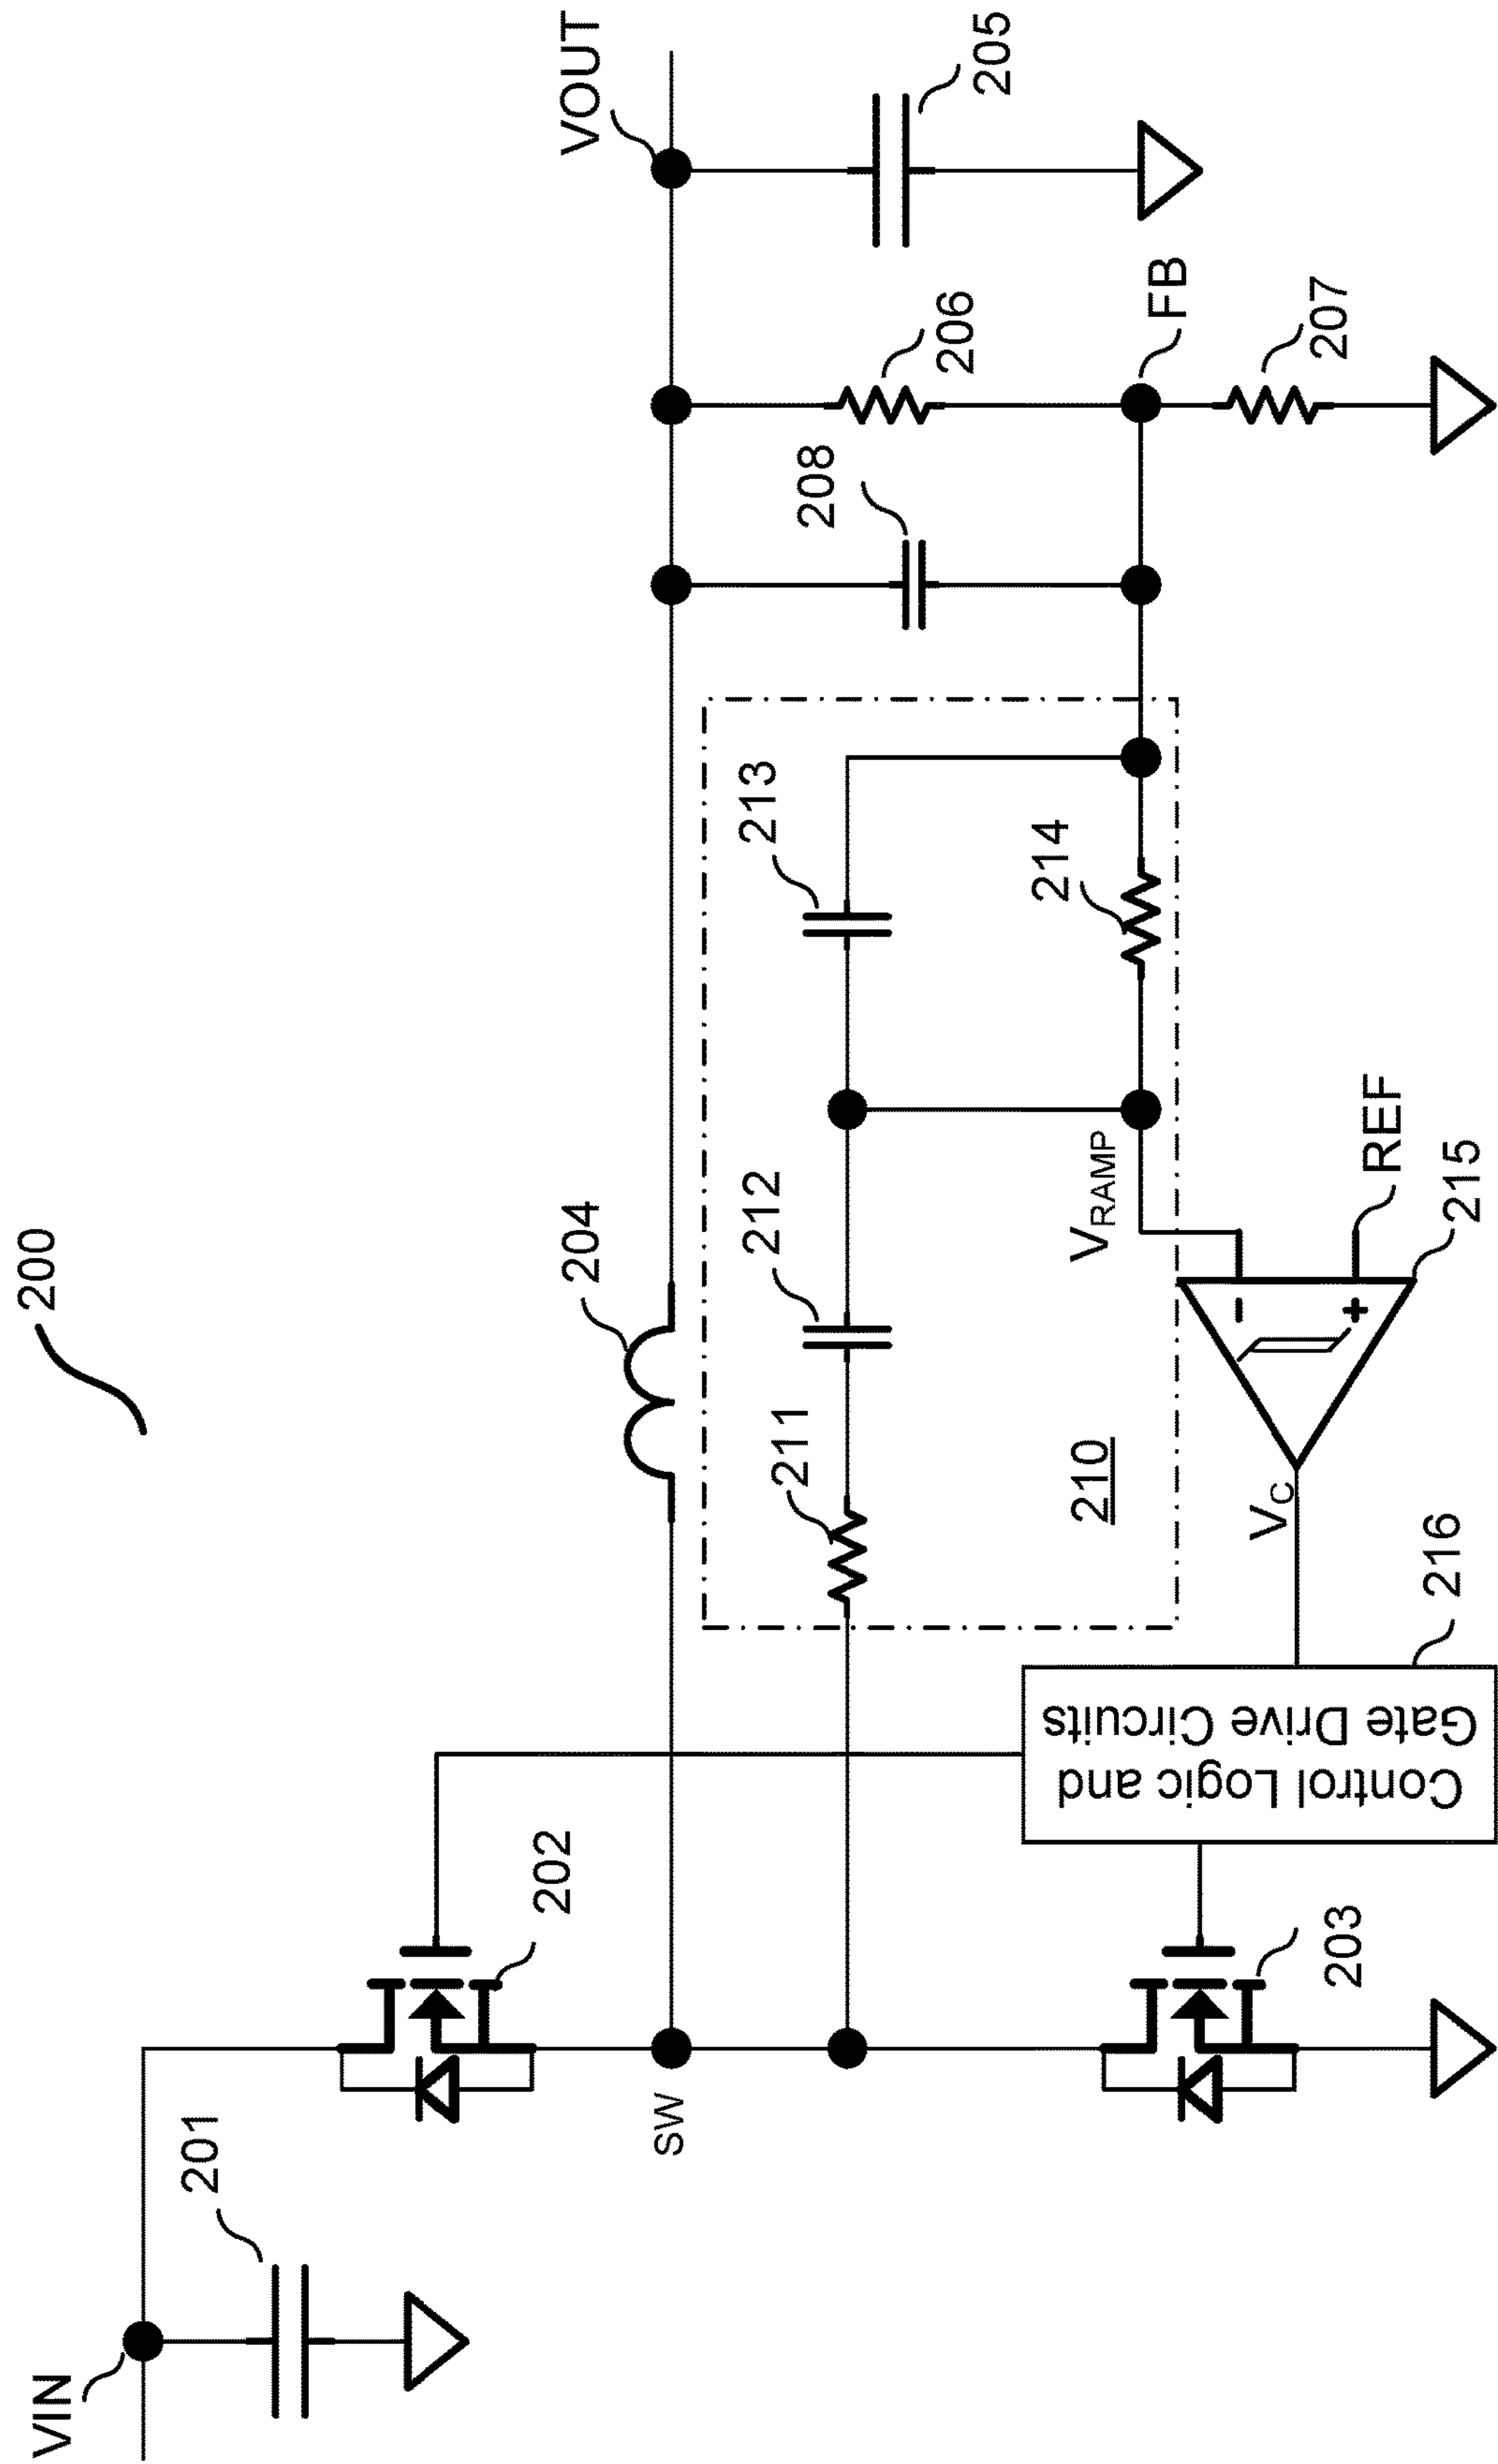 200
VIN
201
202
SW
203
204
VOUT
205
206
FB
207
208
213
212
211
214
210
VRAMP
REF
215
VC
216
Control Logic and
Gate Drive Circuits